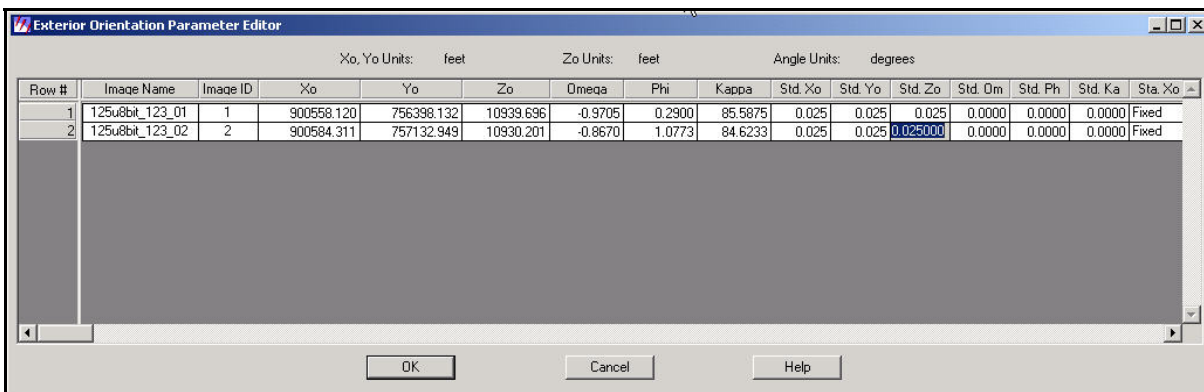 Exterior Orientation Parameter Editor
Xo, Yo Units: feet Zo Units: feet Angle Units: degrees
Row # Image Name Image ID Xo Yo Zo Omega Phi Kappa Std. Xo Std. Yo Std. Zo Std. Om Std. Ph Std. Ka Sta. Xo
1 125u8bit_123_01 1 900558.120 756398.132 10939.696 -0.9705 0.2900 85.5875 0.025 0.025 0.025 0.0000 0.0000 0.0000 Fixed
2 125u8bit_123_02 2 900584.311 757132.949 10930.201 -0.8670 1.0773 84.6233 0.025 0.025 0.025000 0.0000 0.0000 0.0000 Fixed
OK Cancel Help